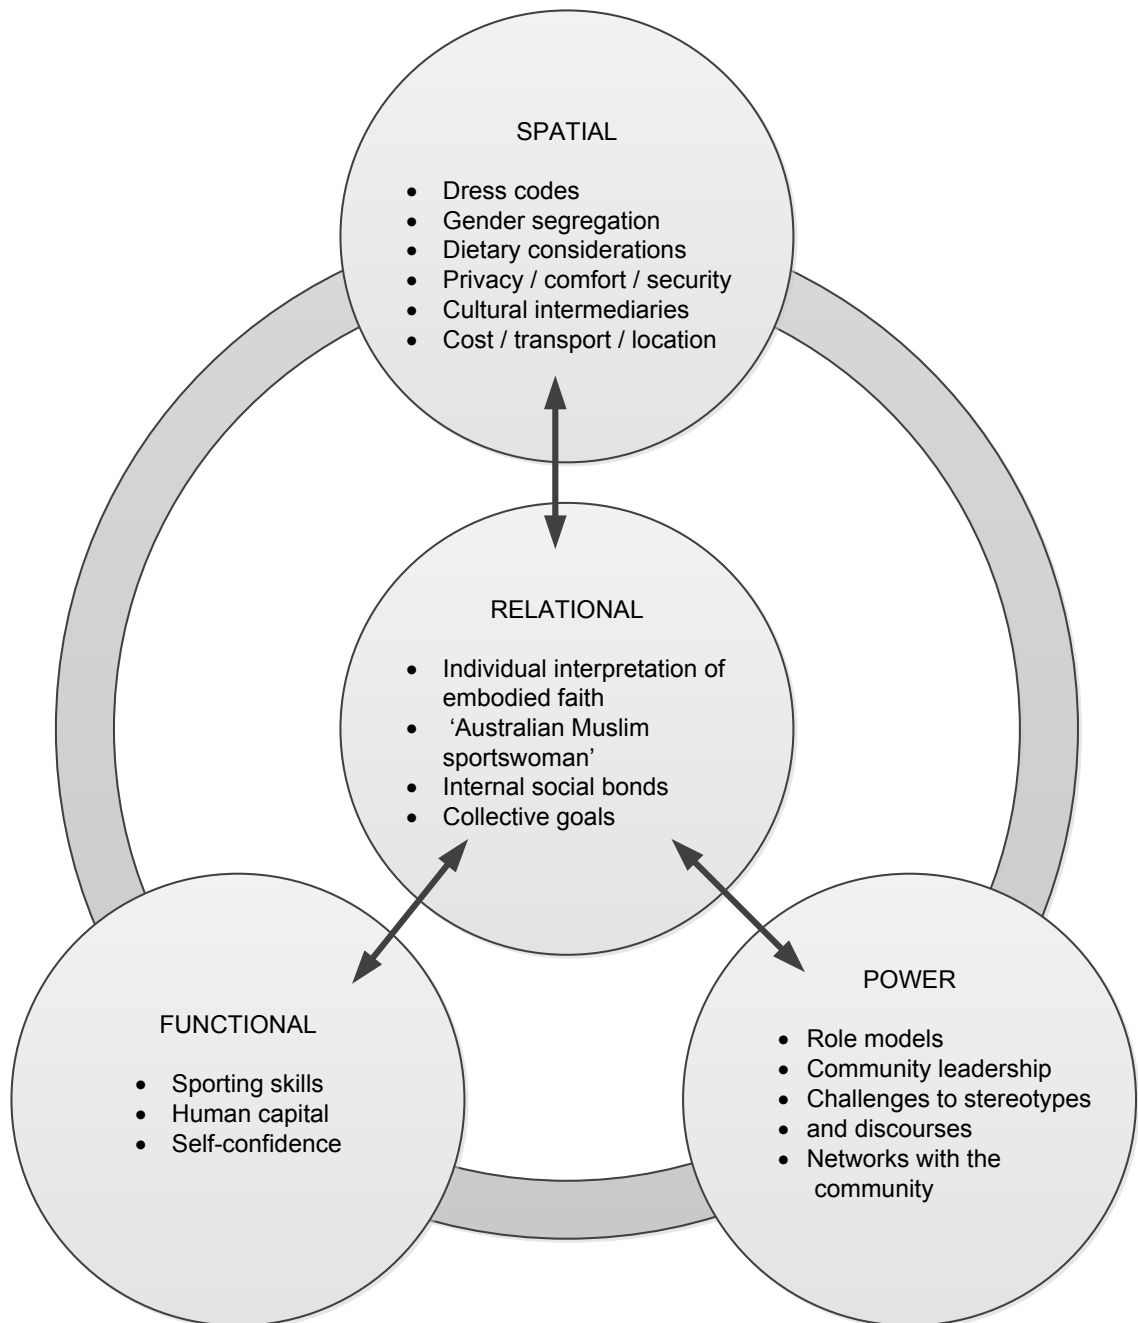 SPATIAL
• Dress codes
• Gender segregation
• Dietary considerations
• Privacy / comfort / security
• Cultural intermediaries
• Cost / transport / location
RELATIONAL
• Individual interpretation of
embodied faith
• ‘Australian Muslim
sportswoman’
• Internal social bonds
• Collective goals
FUNCTIONAL
• Sporting skills
• Human capital
• Self-confidence
POWER
• Role models
• Community leadership
• Challenges to stereotypes
• and discourses
• Networks with the
community